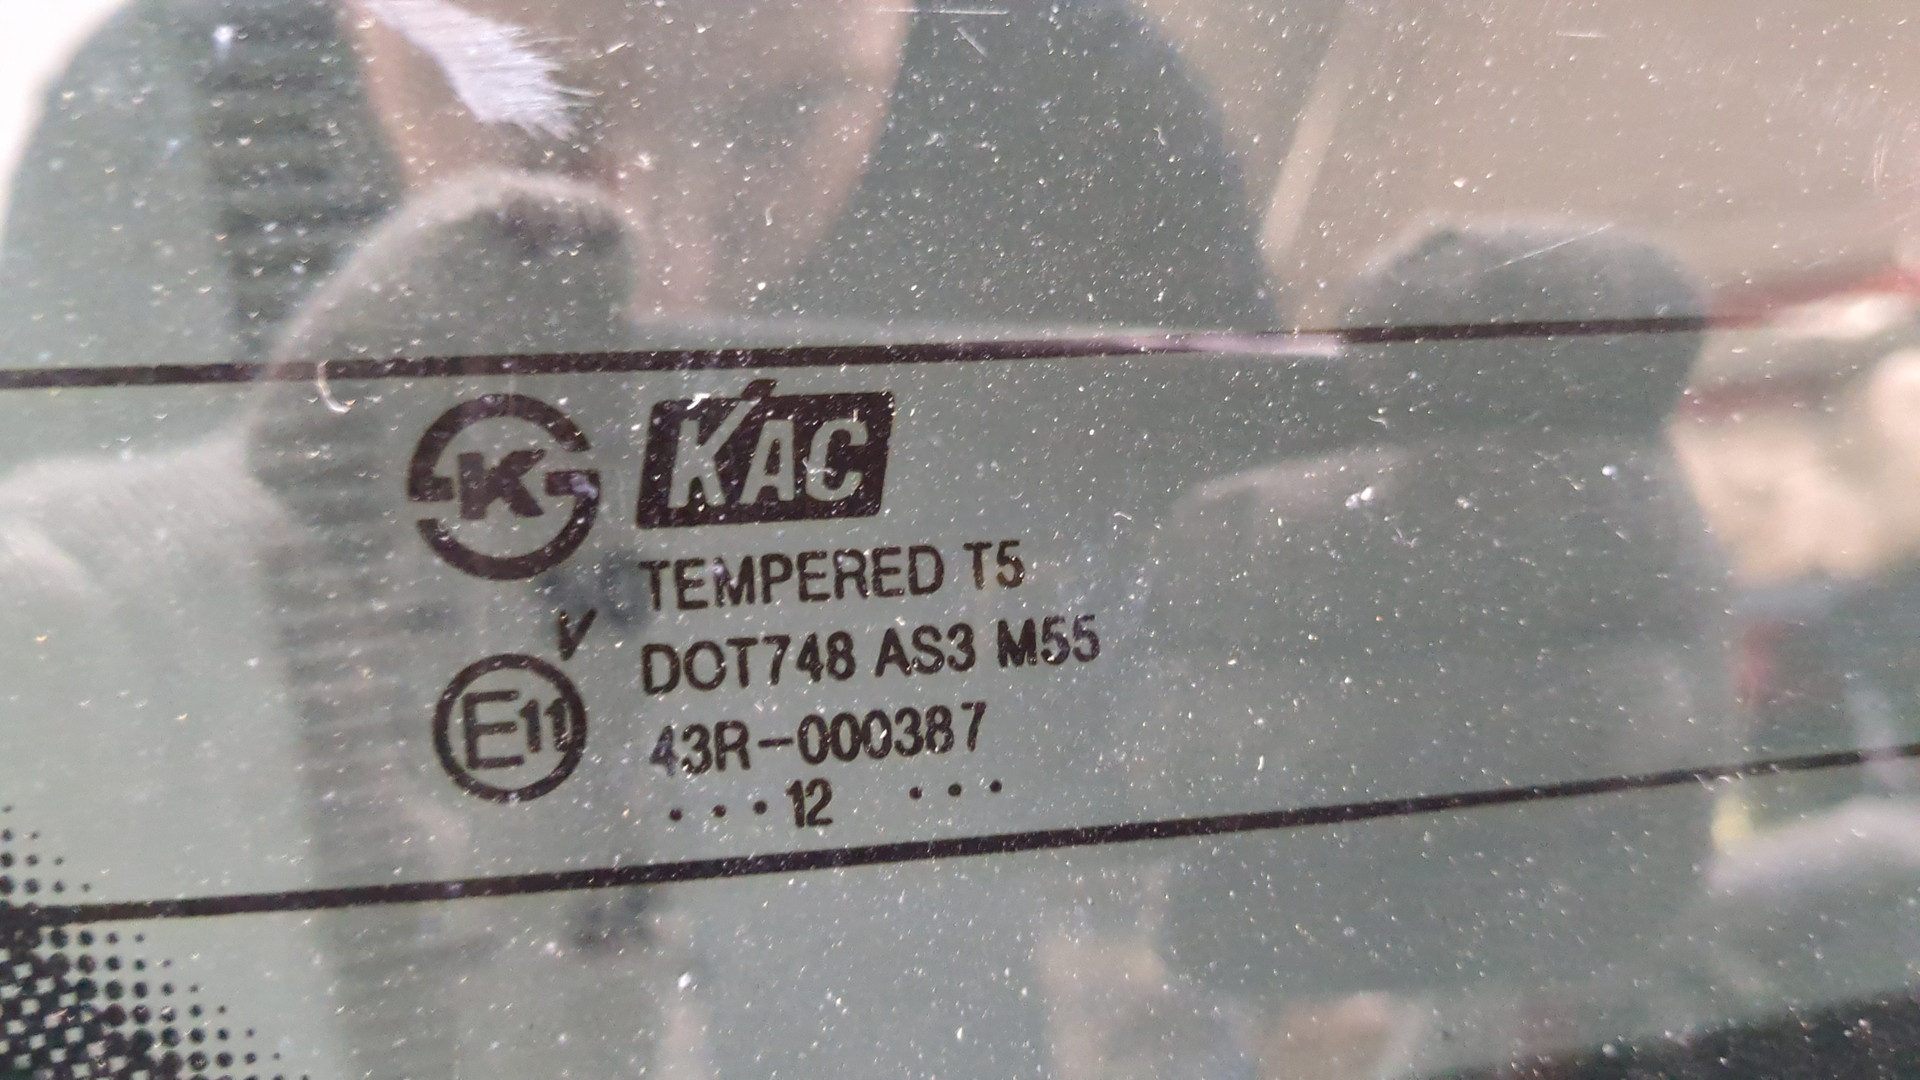 K
KAC
TEMPERED T5
V
DOT748 AS3 M55
E11
43R-000387
...12 ...